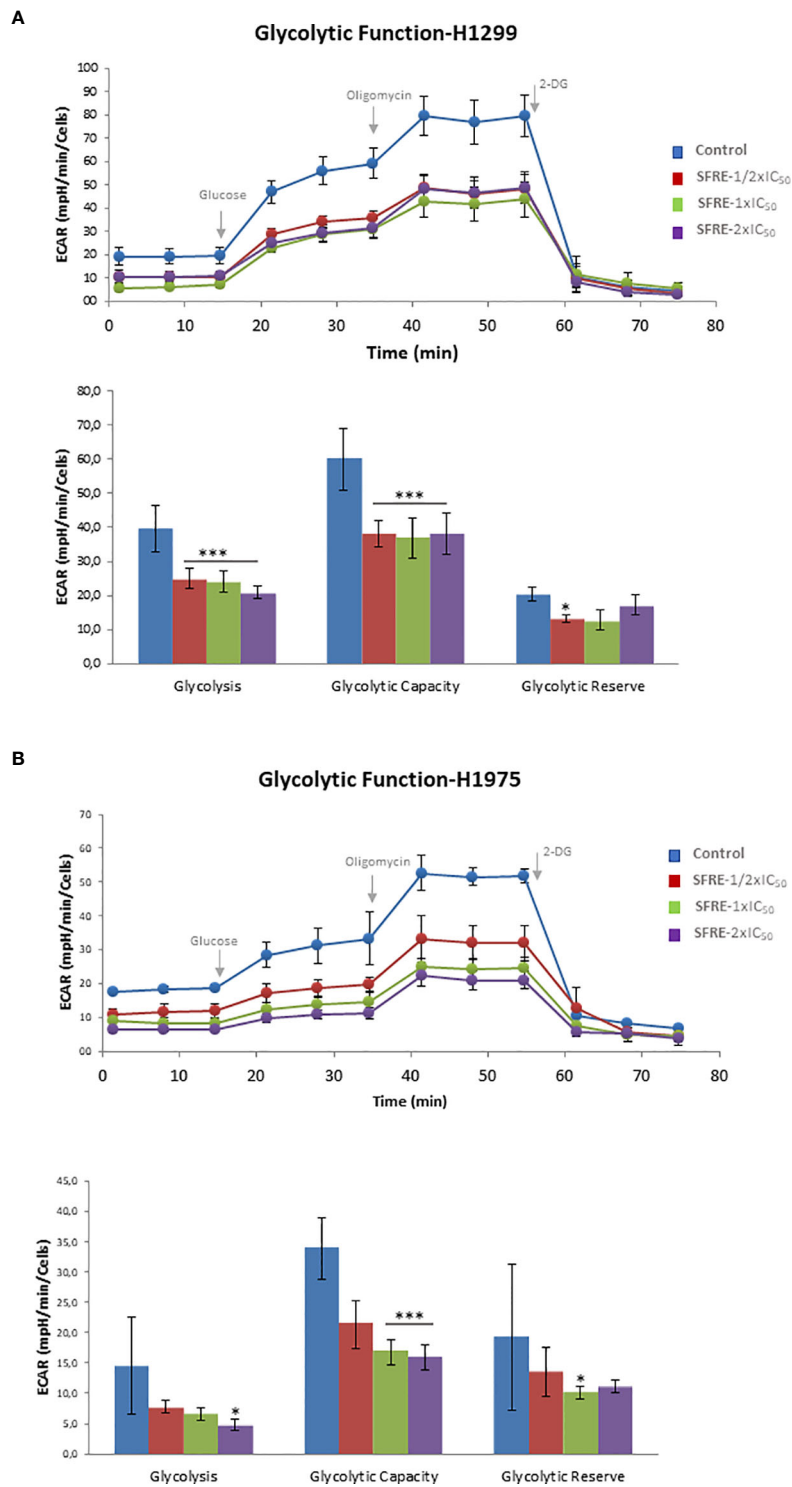 A
Glycolytic Function-H1299
ECAR (mpH/min/Cells)
100
90
80
70
60
50
40
30
20
10
00
Glucose
Oligomycin
2-DG
Control
SFRE-1/2xIC50
SFRE-1xIC50
SFRE-2xIC50
0 10 20 30 40 50 60 70 80
Time (min)
ECAR (mpH/min/Cells)
80,0
70,0
60,0
50,0
40,0
30,0
20,0
10,0
0,0
***
***
*
Glycolysis Glycolytic Capacity Glycolytic Reserve
B
Glycolytic Function-H1975
ECAR (mpH/min/Cells)
70
60
50
40
30
20
10
00
Glucose
Oligomycin
2-DG
Control
SFRE-1/2xIC50
SFRE-1xIC50
SFRE-2xIC50
0 10 20 30 40 50 60 70 80
Time (min)
ECAR (mpH/min/Cells)
45,0
40,0
35,0
30,0
25,0
20,0
15,0
10,0
5,0
0,0
*
***
*
Glycolysis Glycolytic Capacity Glycolytic Reserve